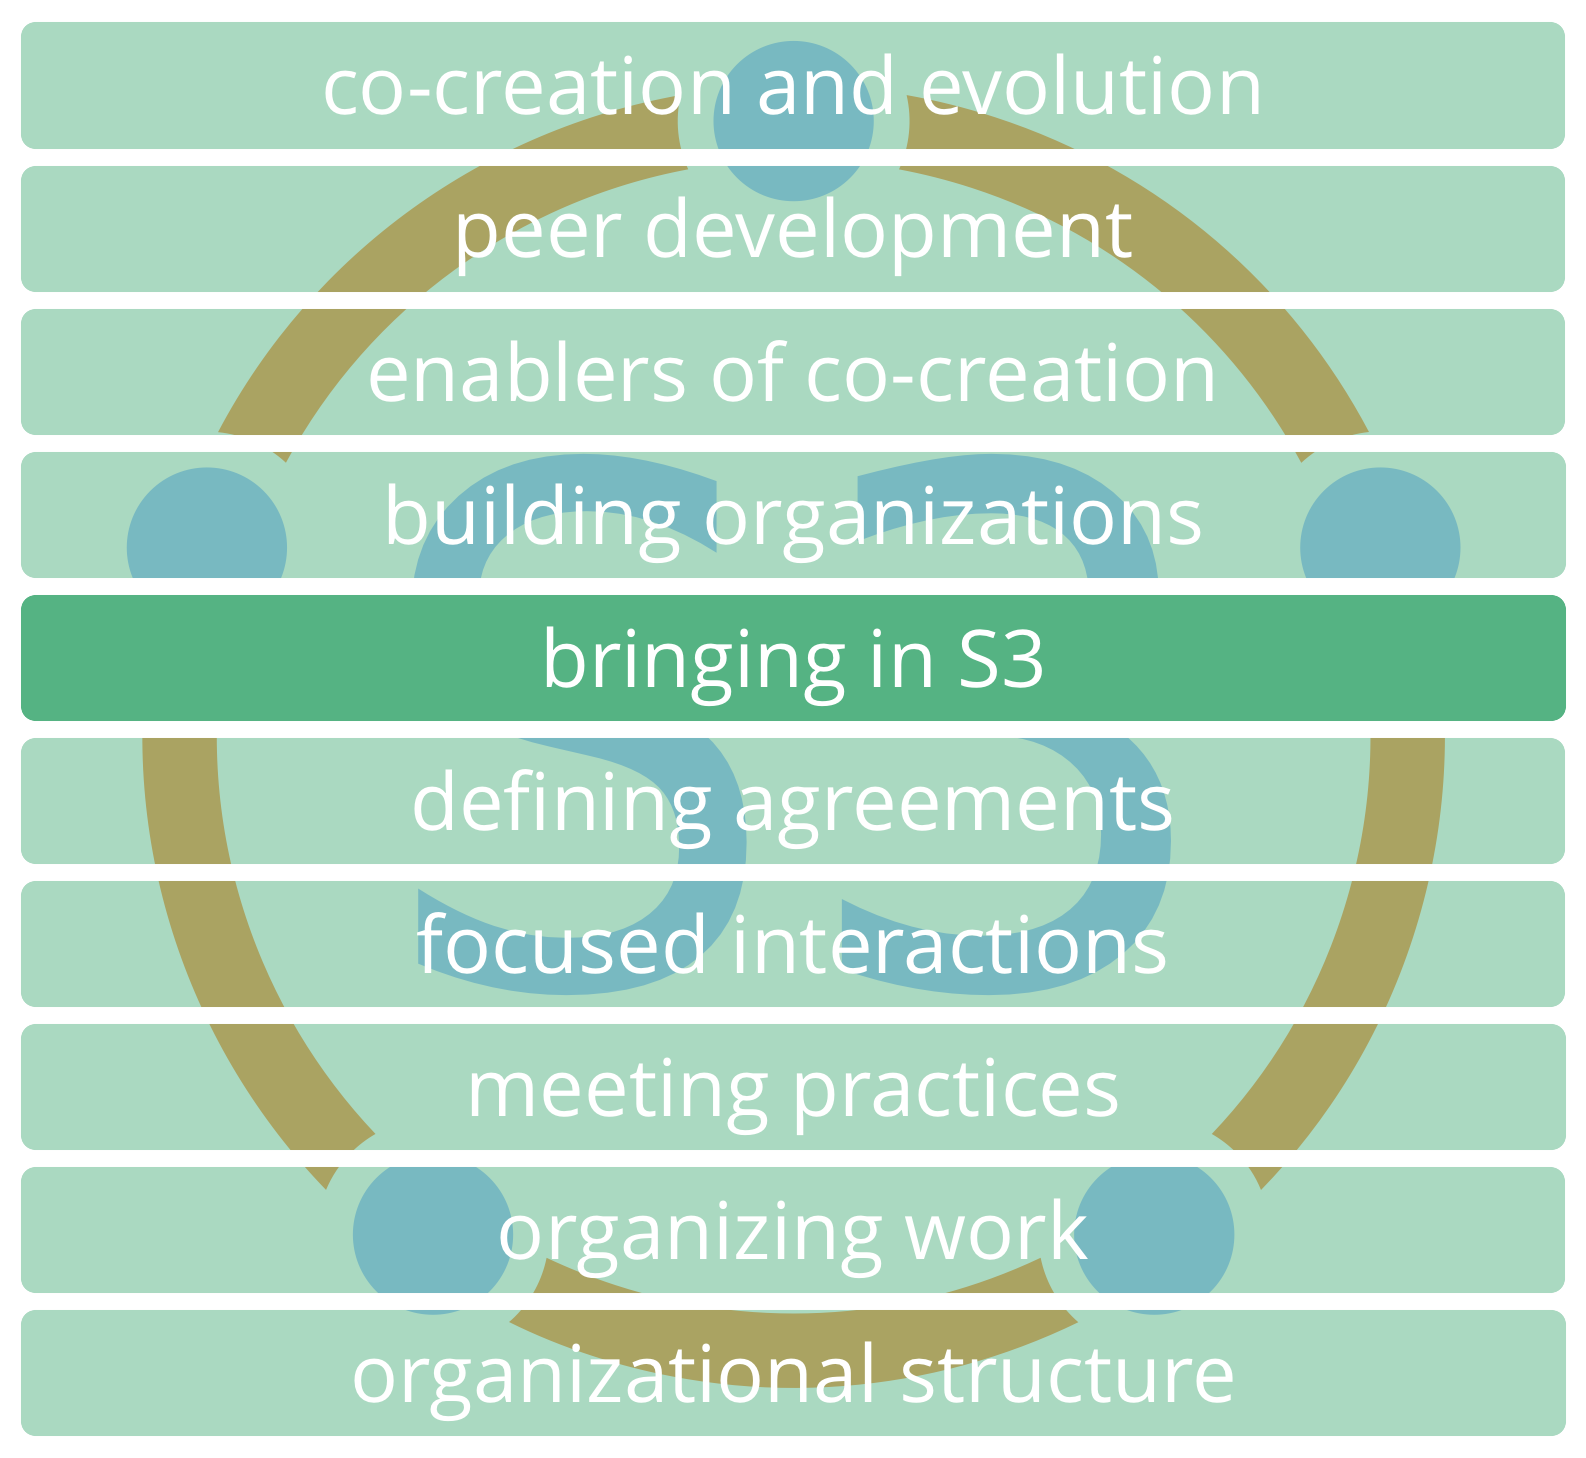 co-creation and evolution
peer development
enablers of co-creation
building organizations
bringing in S3
defining agreements
focused interactions
meeting practices
organizing work
organizational structure
S3